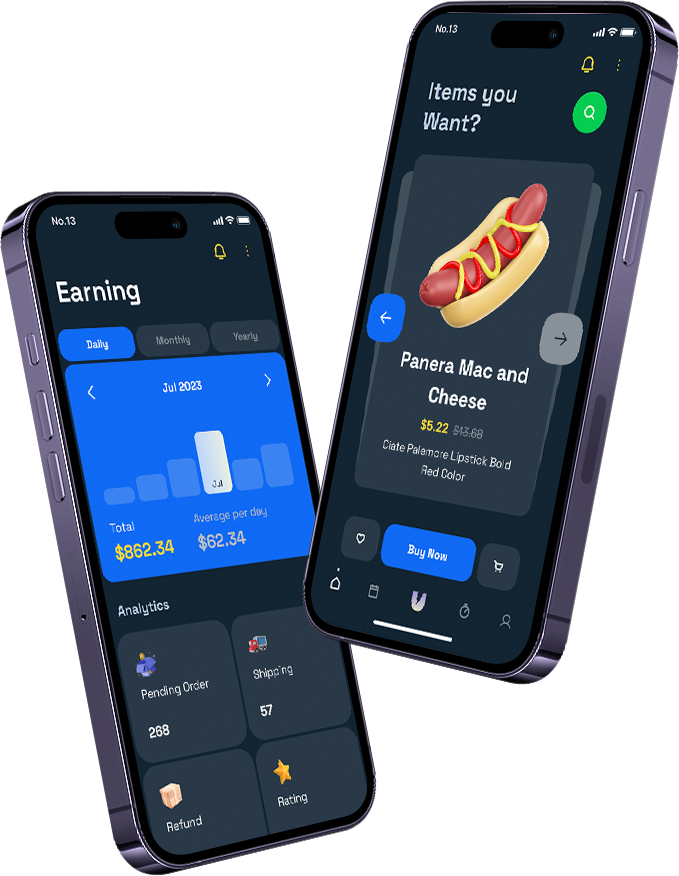 No.13
Items you
Want?
Panera Mac and
Cheese
$5.22 $13.68
Ciate Palemore Lipstick Bold
Red Color
Buy Now
No.13
Earning
Daily Monthly Yearly
Jul 2023
Jul
Total Average per day
$862.34 $62.34
Analytics
Pending Order Shipping
268 57
Refund Rating